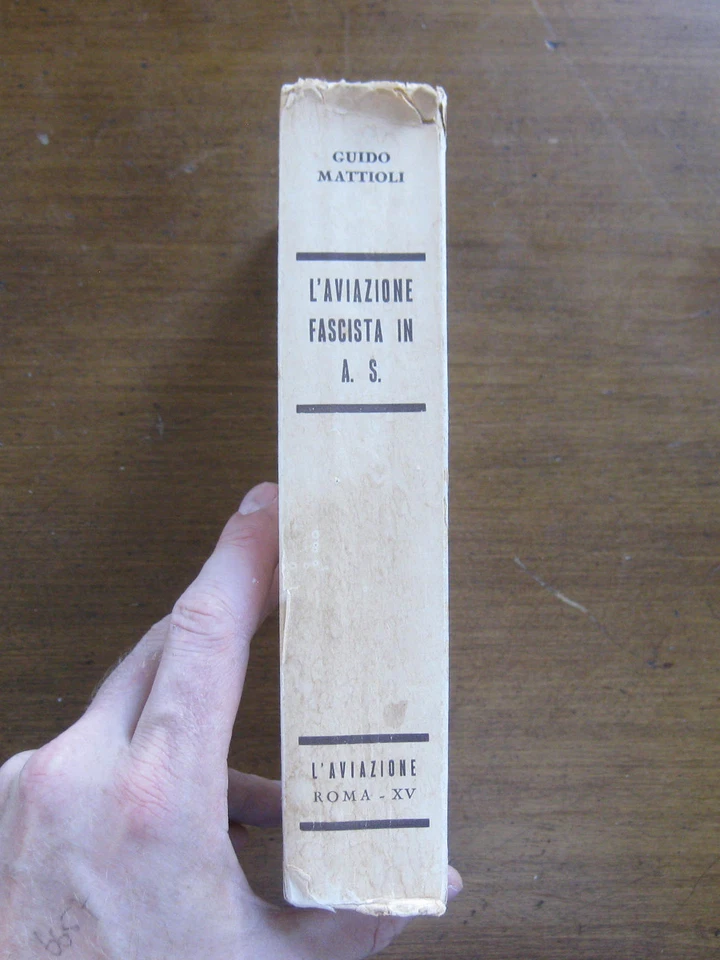 GUIDO
MATTIOLI
L'AVIAZIONE
FASCISTA IN
A. S.
L'AVIAZIONE
ROMA - XV